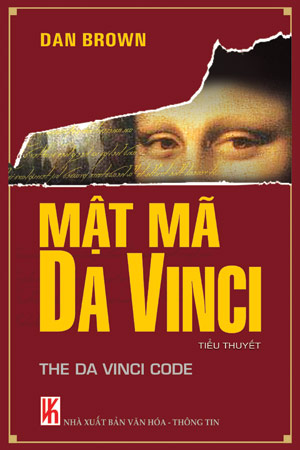 DAN BROWN
MẬT MÃ
DA VINCI
TIỂU THUYẾT
THE DA VINCI CODE
NHÀ XUẤT BẢN VĂN HÓA - THÔNG TIN